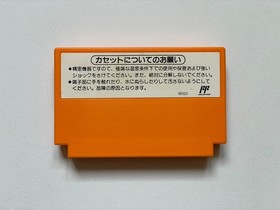 カセットについてのお願い
●精密機器ですので、極端な温度条件下での使用や保管および強い
ショックをさけてください。また、絶対に分解しないでください。
●端子部に手を触れたり、水にぬらしたりして汚さないようにして
ください。故障の原因となります。
FF